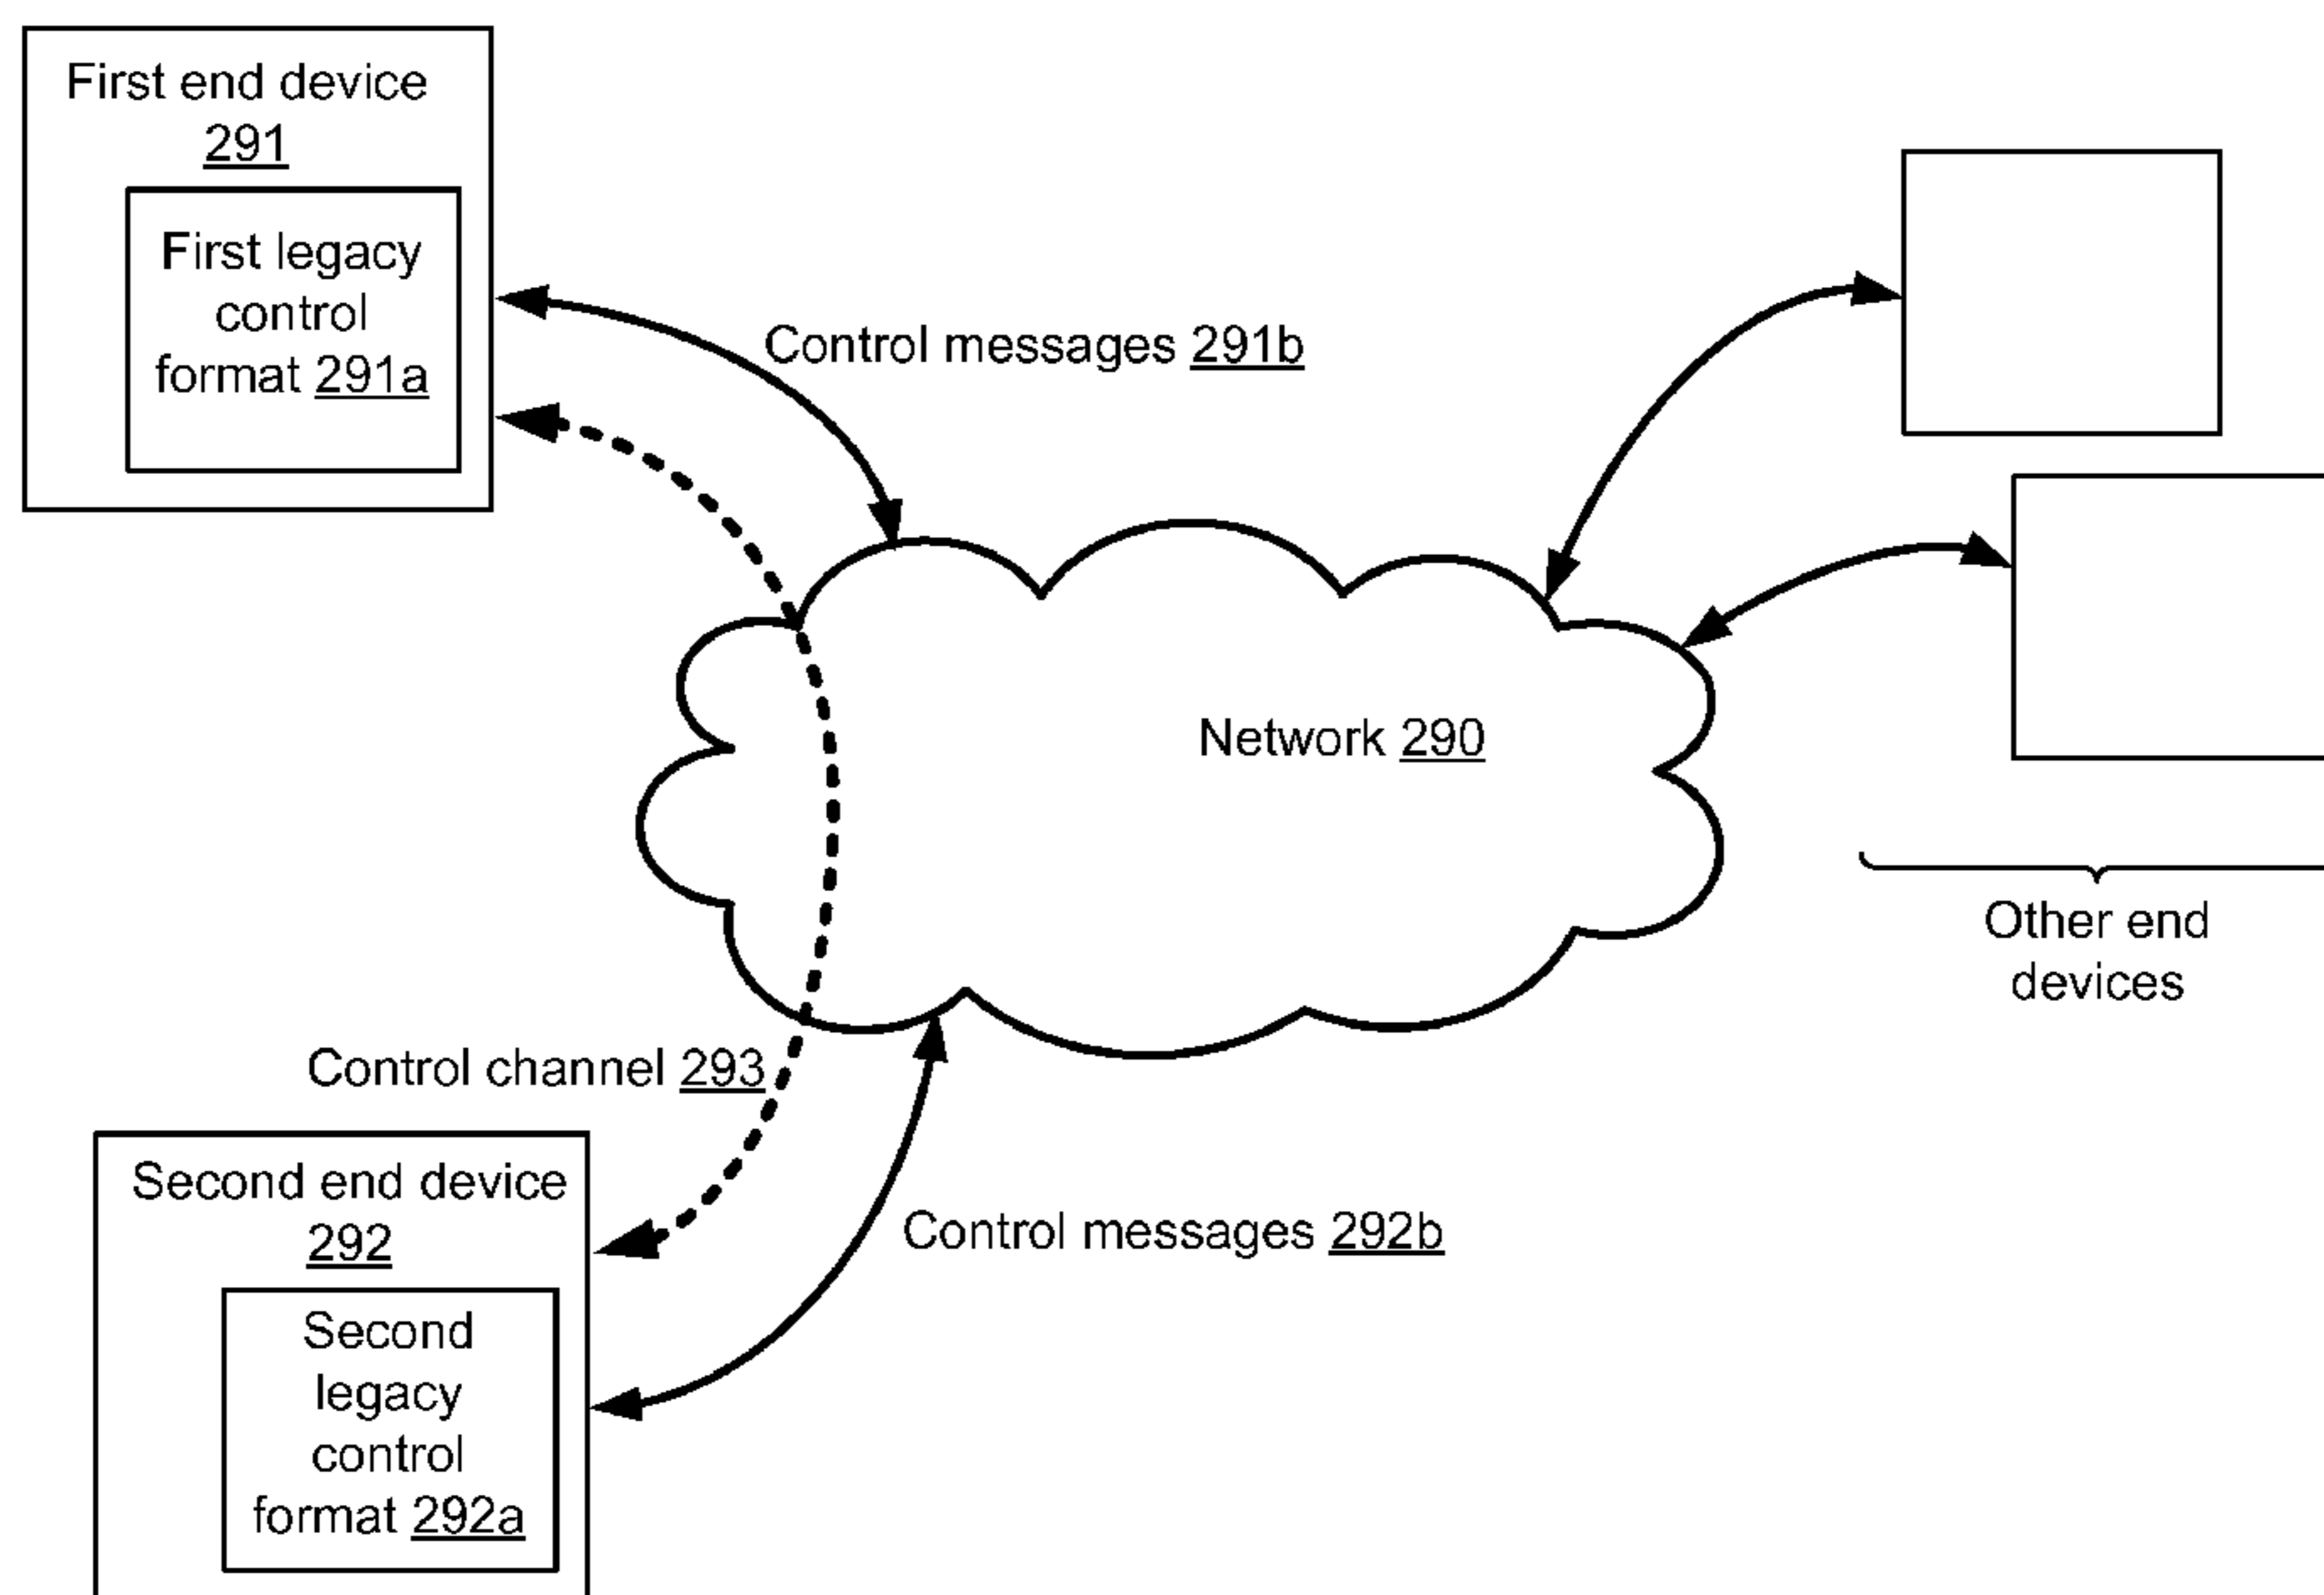 First end device
291
First legacy
control
format 291a
Control messages 291b
Network 290
Other end
devices
Control channel 293
Second end device
292
Second
legacy
control
format 292a
Control messages 292b